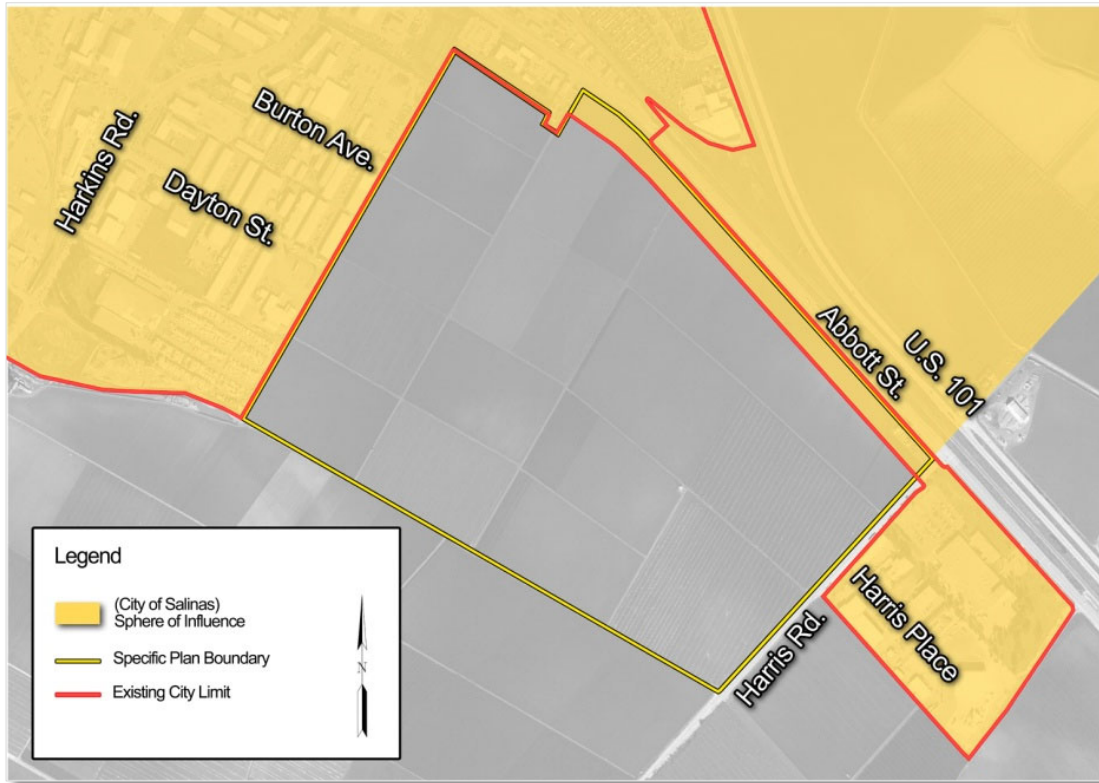 Harkins Rd.
Burton Ave.
Dayton St.
Abbott St.
U.S. 101
Harris Rd.
Harris Place
Legend
(City of Salinas)
Sphere of Influence
Specific Plan Boundary
Existing City Limit
N